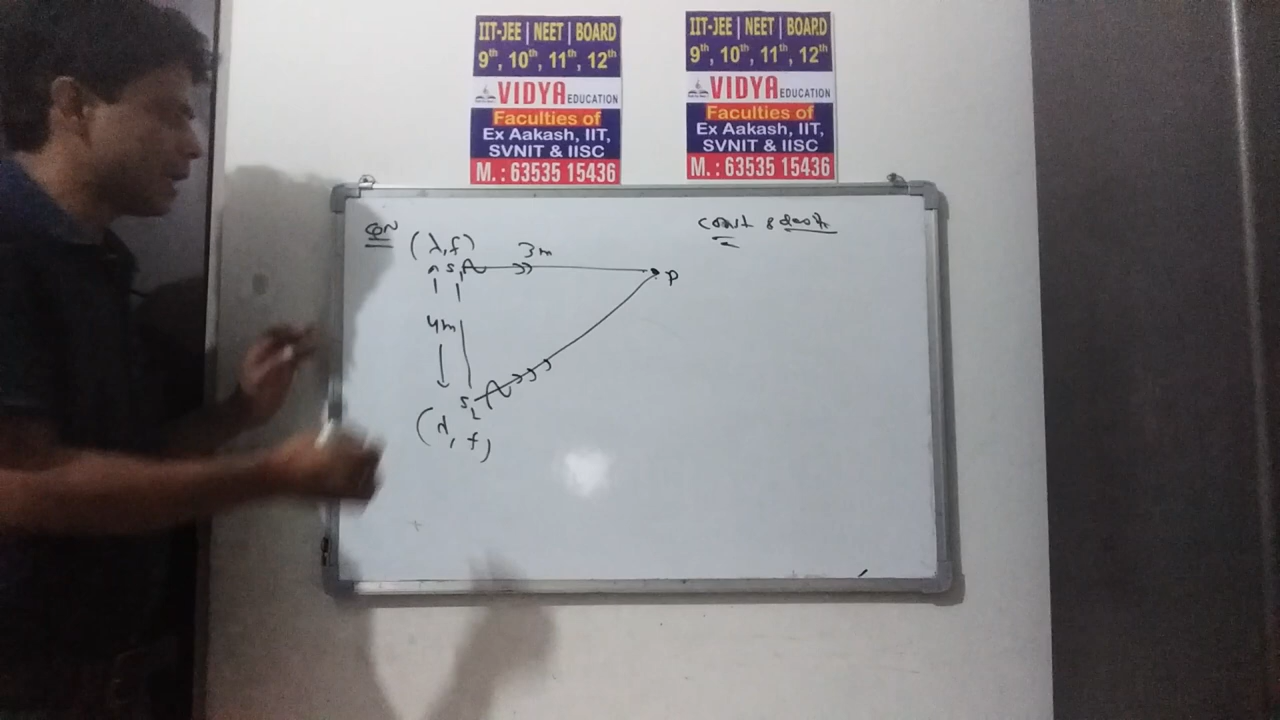 IIT-JEE | NEET | BOARD
9th, 10th, 11th, 12th
VIDYA EDUCATION
Faculties of
Ex Aakash, IIT,
SVNIT & IISC
M. : 63535 15436
IIT-JEE | NEET | BOARD
9th, 10th, 11th, 12th
VIDYA EDUCATION
Faculties of
Ex Aakash, IIT,
SVNIT & IISC
M. : 63535 15436
const & dest
(λ, f)
3m
S1
P
4m
S2
(λ, f)